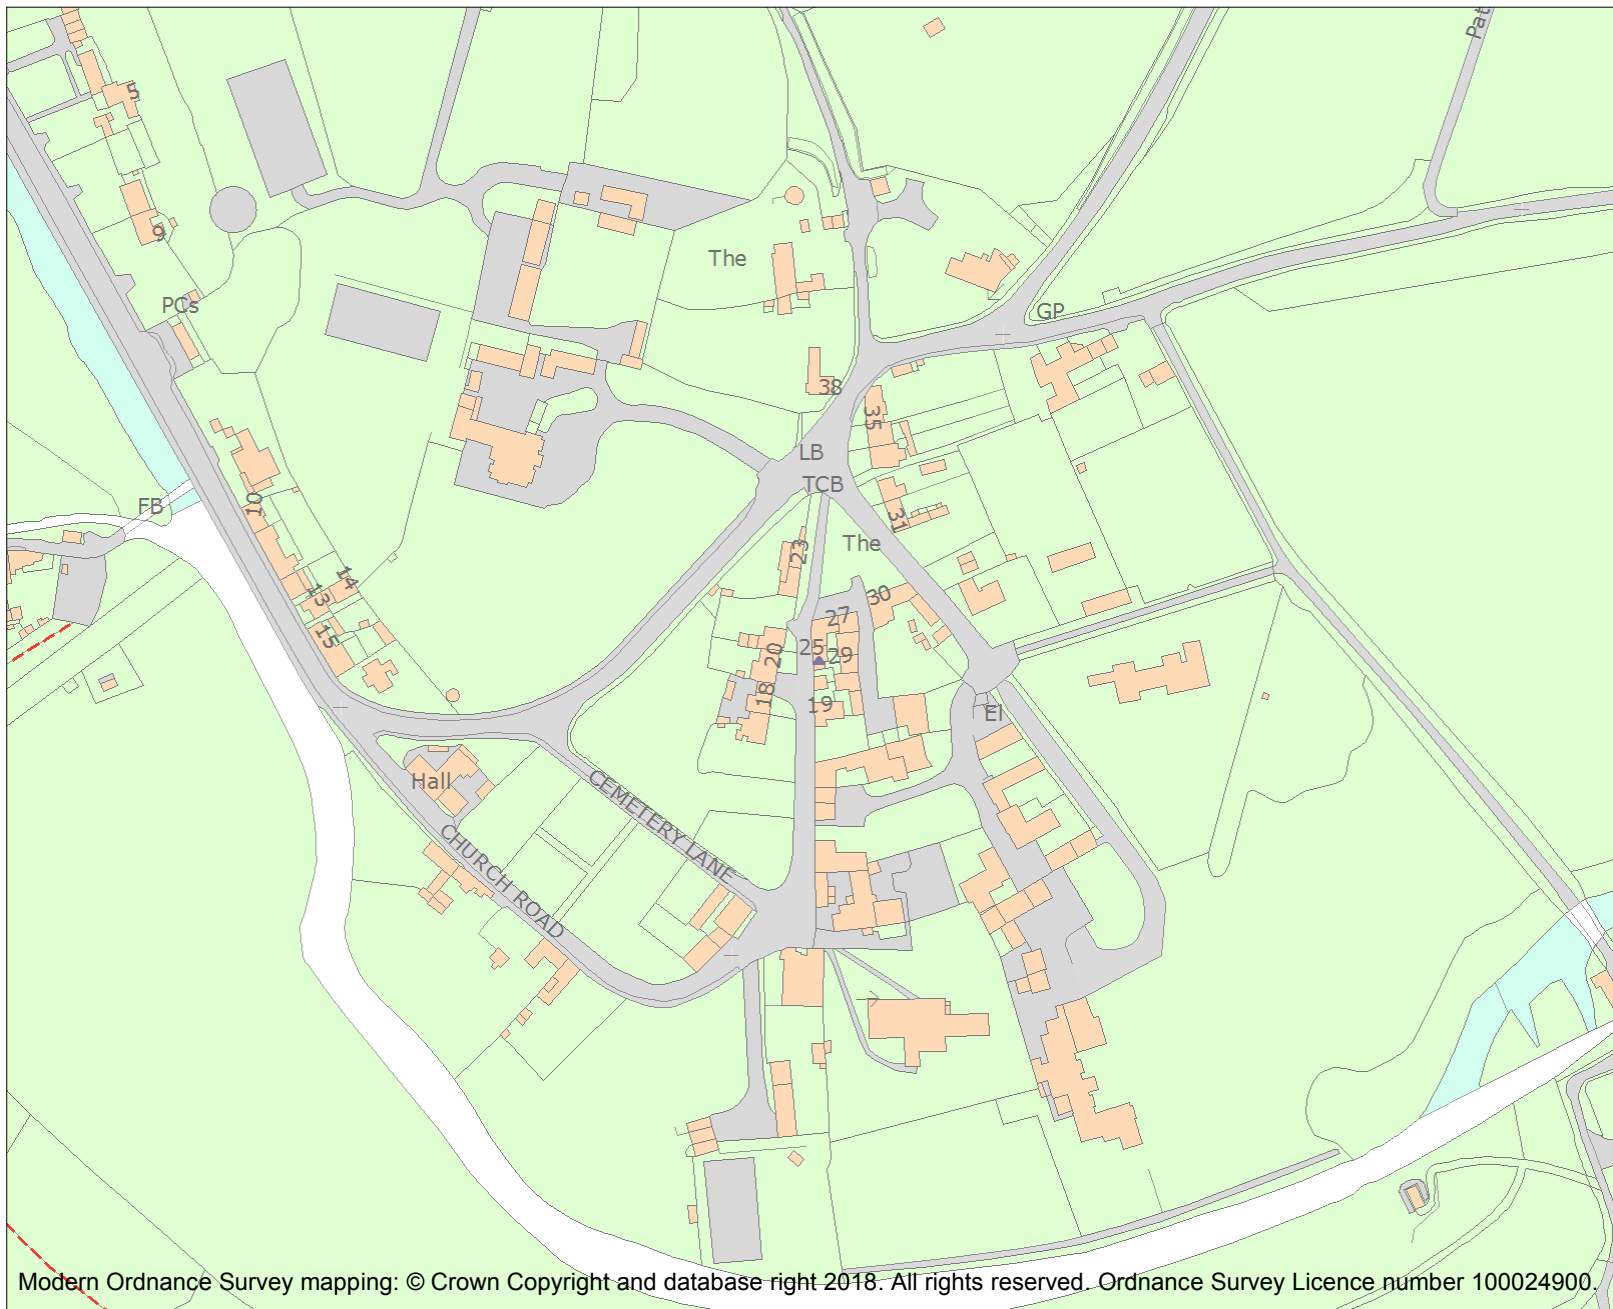 Pat
5
9
The
PCs
GP
38
35
LB
TCB
10
FB
31
23
The
14
13
30
27
15
25
29
20
18
19
El
Hall
CEMETERY LANE
CHURCH ROAD
Modern Ordnance Survey mapping: © Crown Copyright and database right 2018. All rights reserved. Ordnance Survey Licence number 100024900.